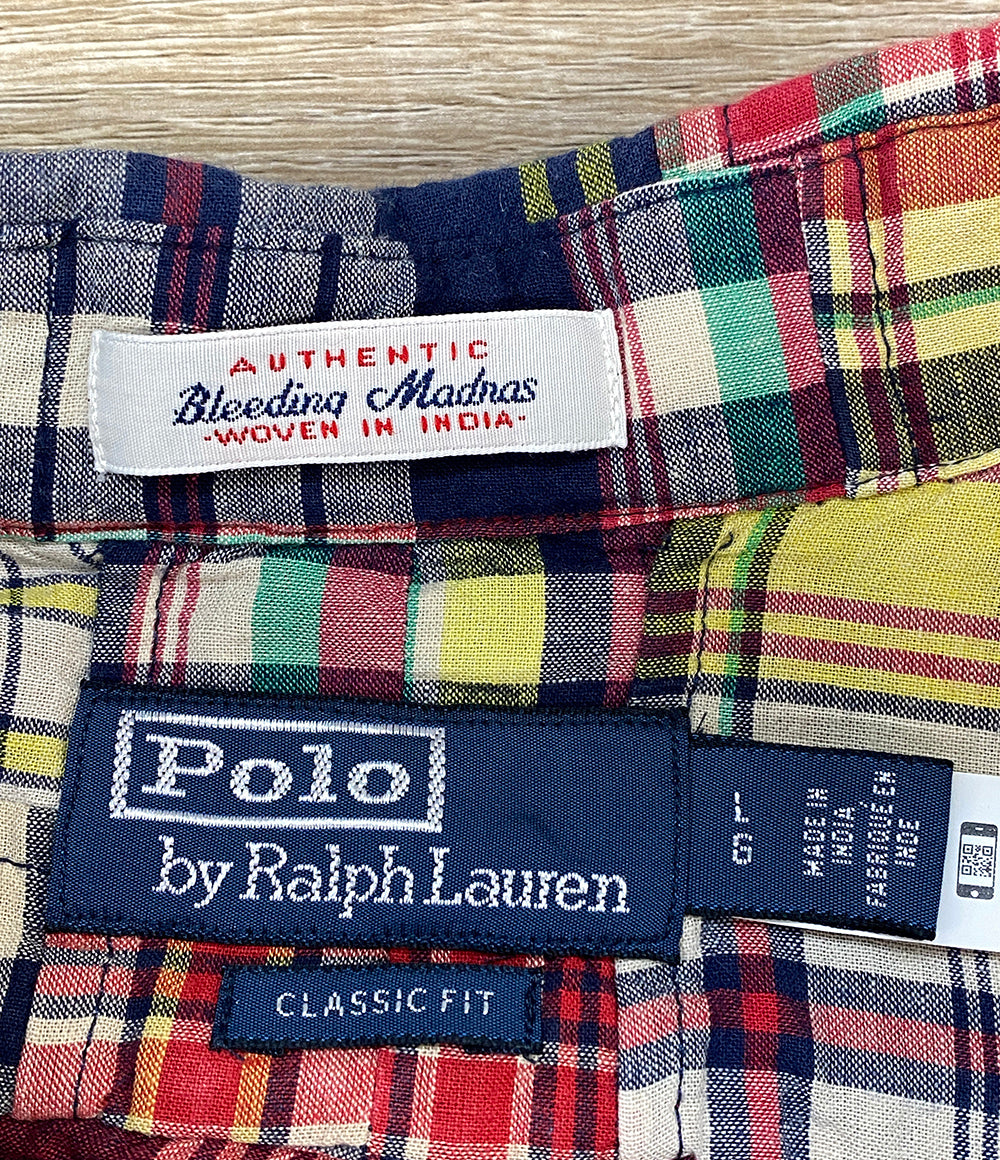 AUTHENTIC
Bleeding Madras
-WOVEN IN INDIA-
Polo
by Ralph Lauren
L
G
MADE IN
INDIA
FABRIQUÉ EN
INDE
CLASSIC FIT